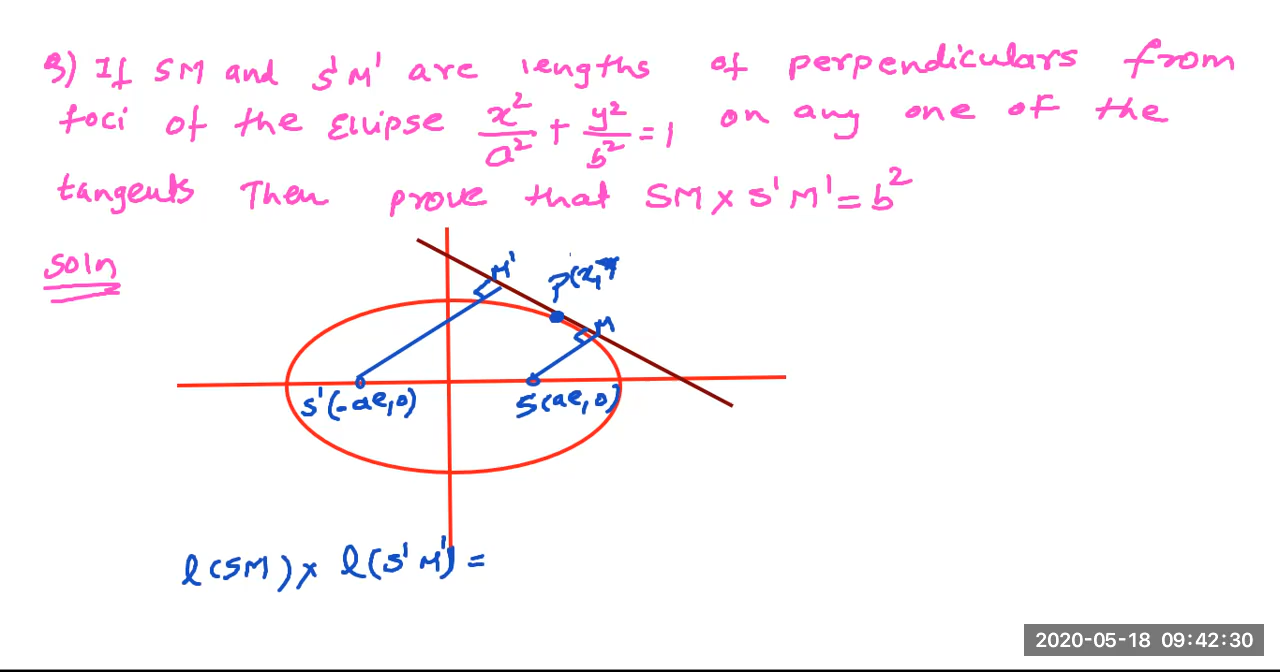 8) If SM and S'M' are lengths of perpendiculars from
foci of the Ellipse x²/a² + y²/b² = 1 on any one of the
tangents Then prove that SM × S'M' = b²
Soln
M'
P(x,
M
S'(-ae,0)
S(ae,0)
l(SM) × l(S'M') =
2020-05-18 09:42:30